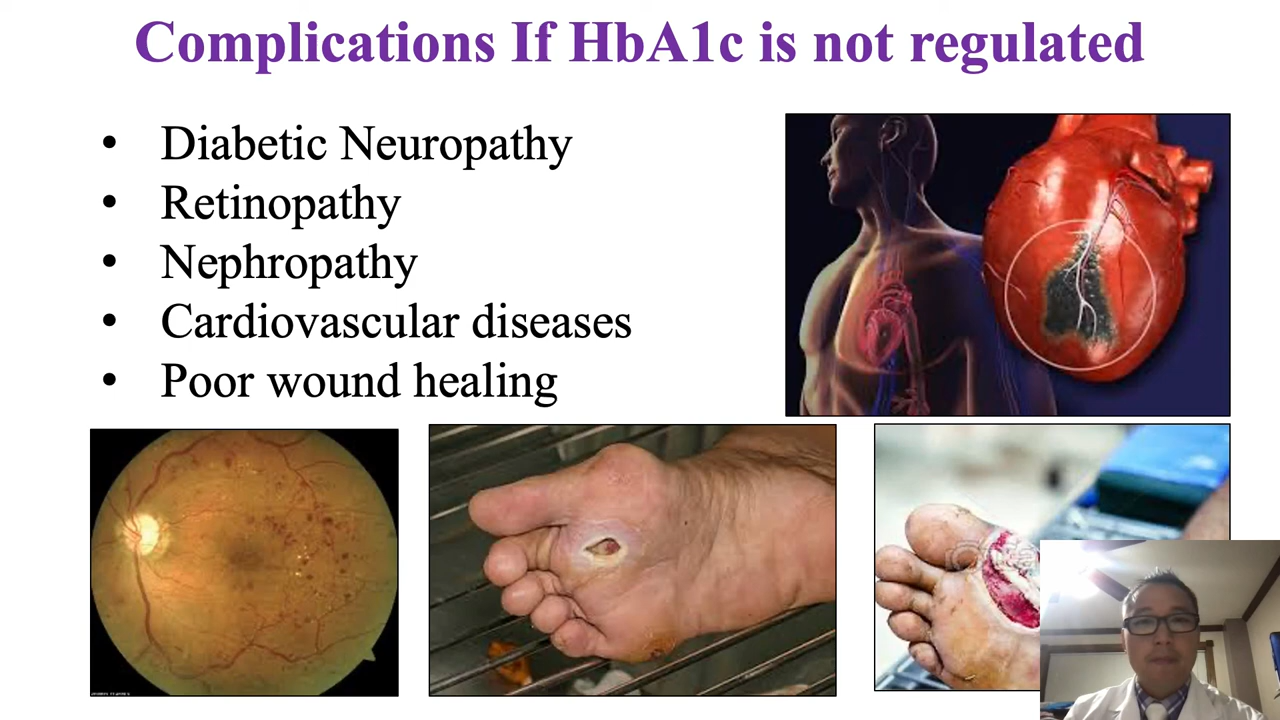 Complications If HbA1c is not regulated
• Diabetic Neuropathy
• Retinopathy
• Nephropathy
• Cardiovascular diseases
• Poor wound healing